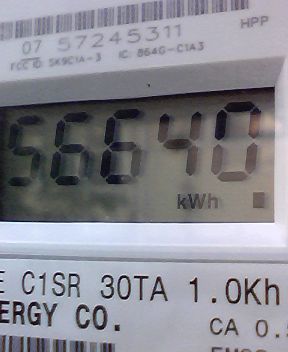 HPP
07 57245311
FCC ID: SK9C1A-3 IC: 864G-C1A3
56640
kWh
E C1SR 30TA 1.0Kh
ERGY CO.
CA 0.